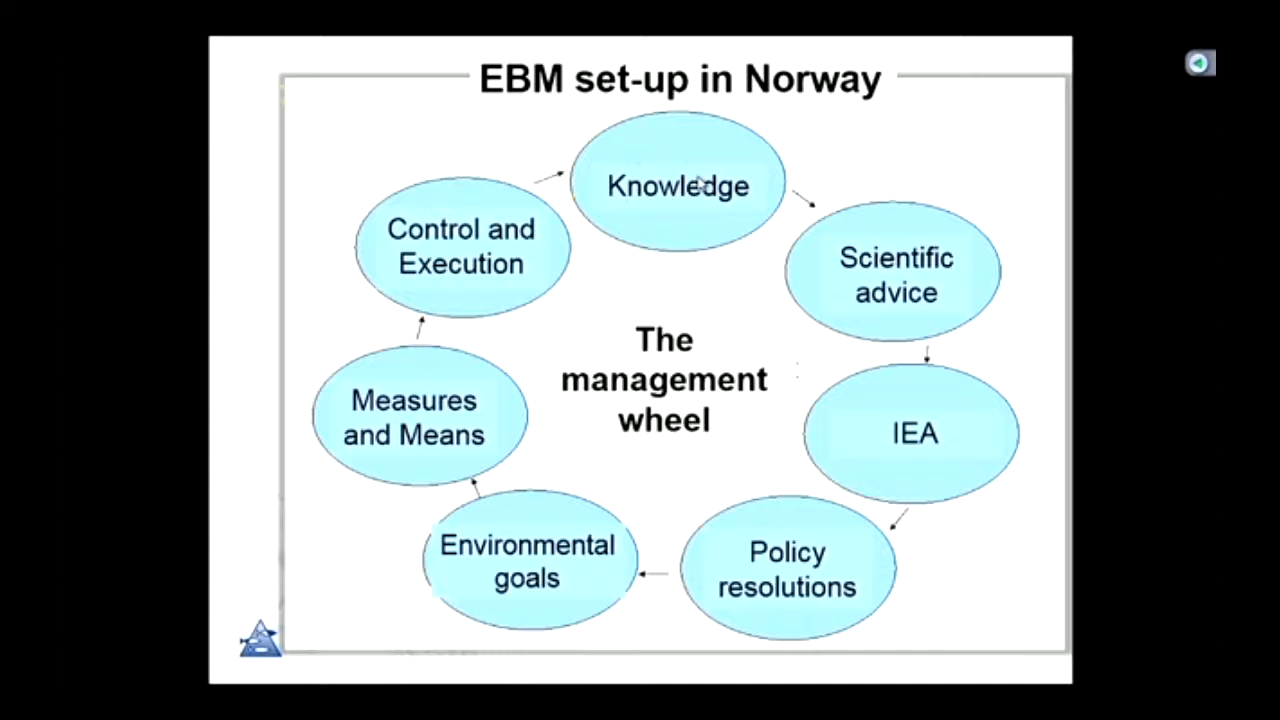 EBM set-up in Norway
Knowledge
Scientific
advice
IEA
Policy
resolutions
Environmental
goals
Measures
and Means
Control and
Execution
The
management
wheel